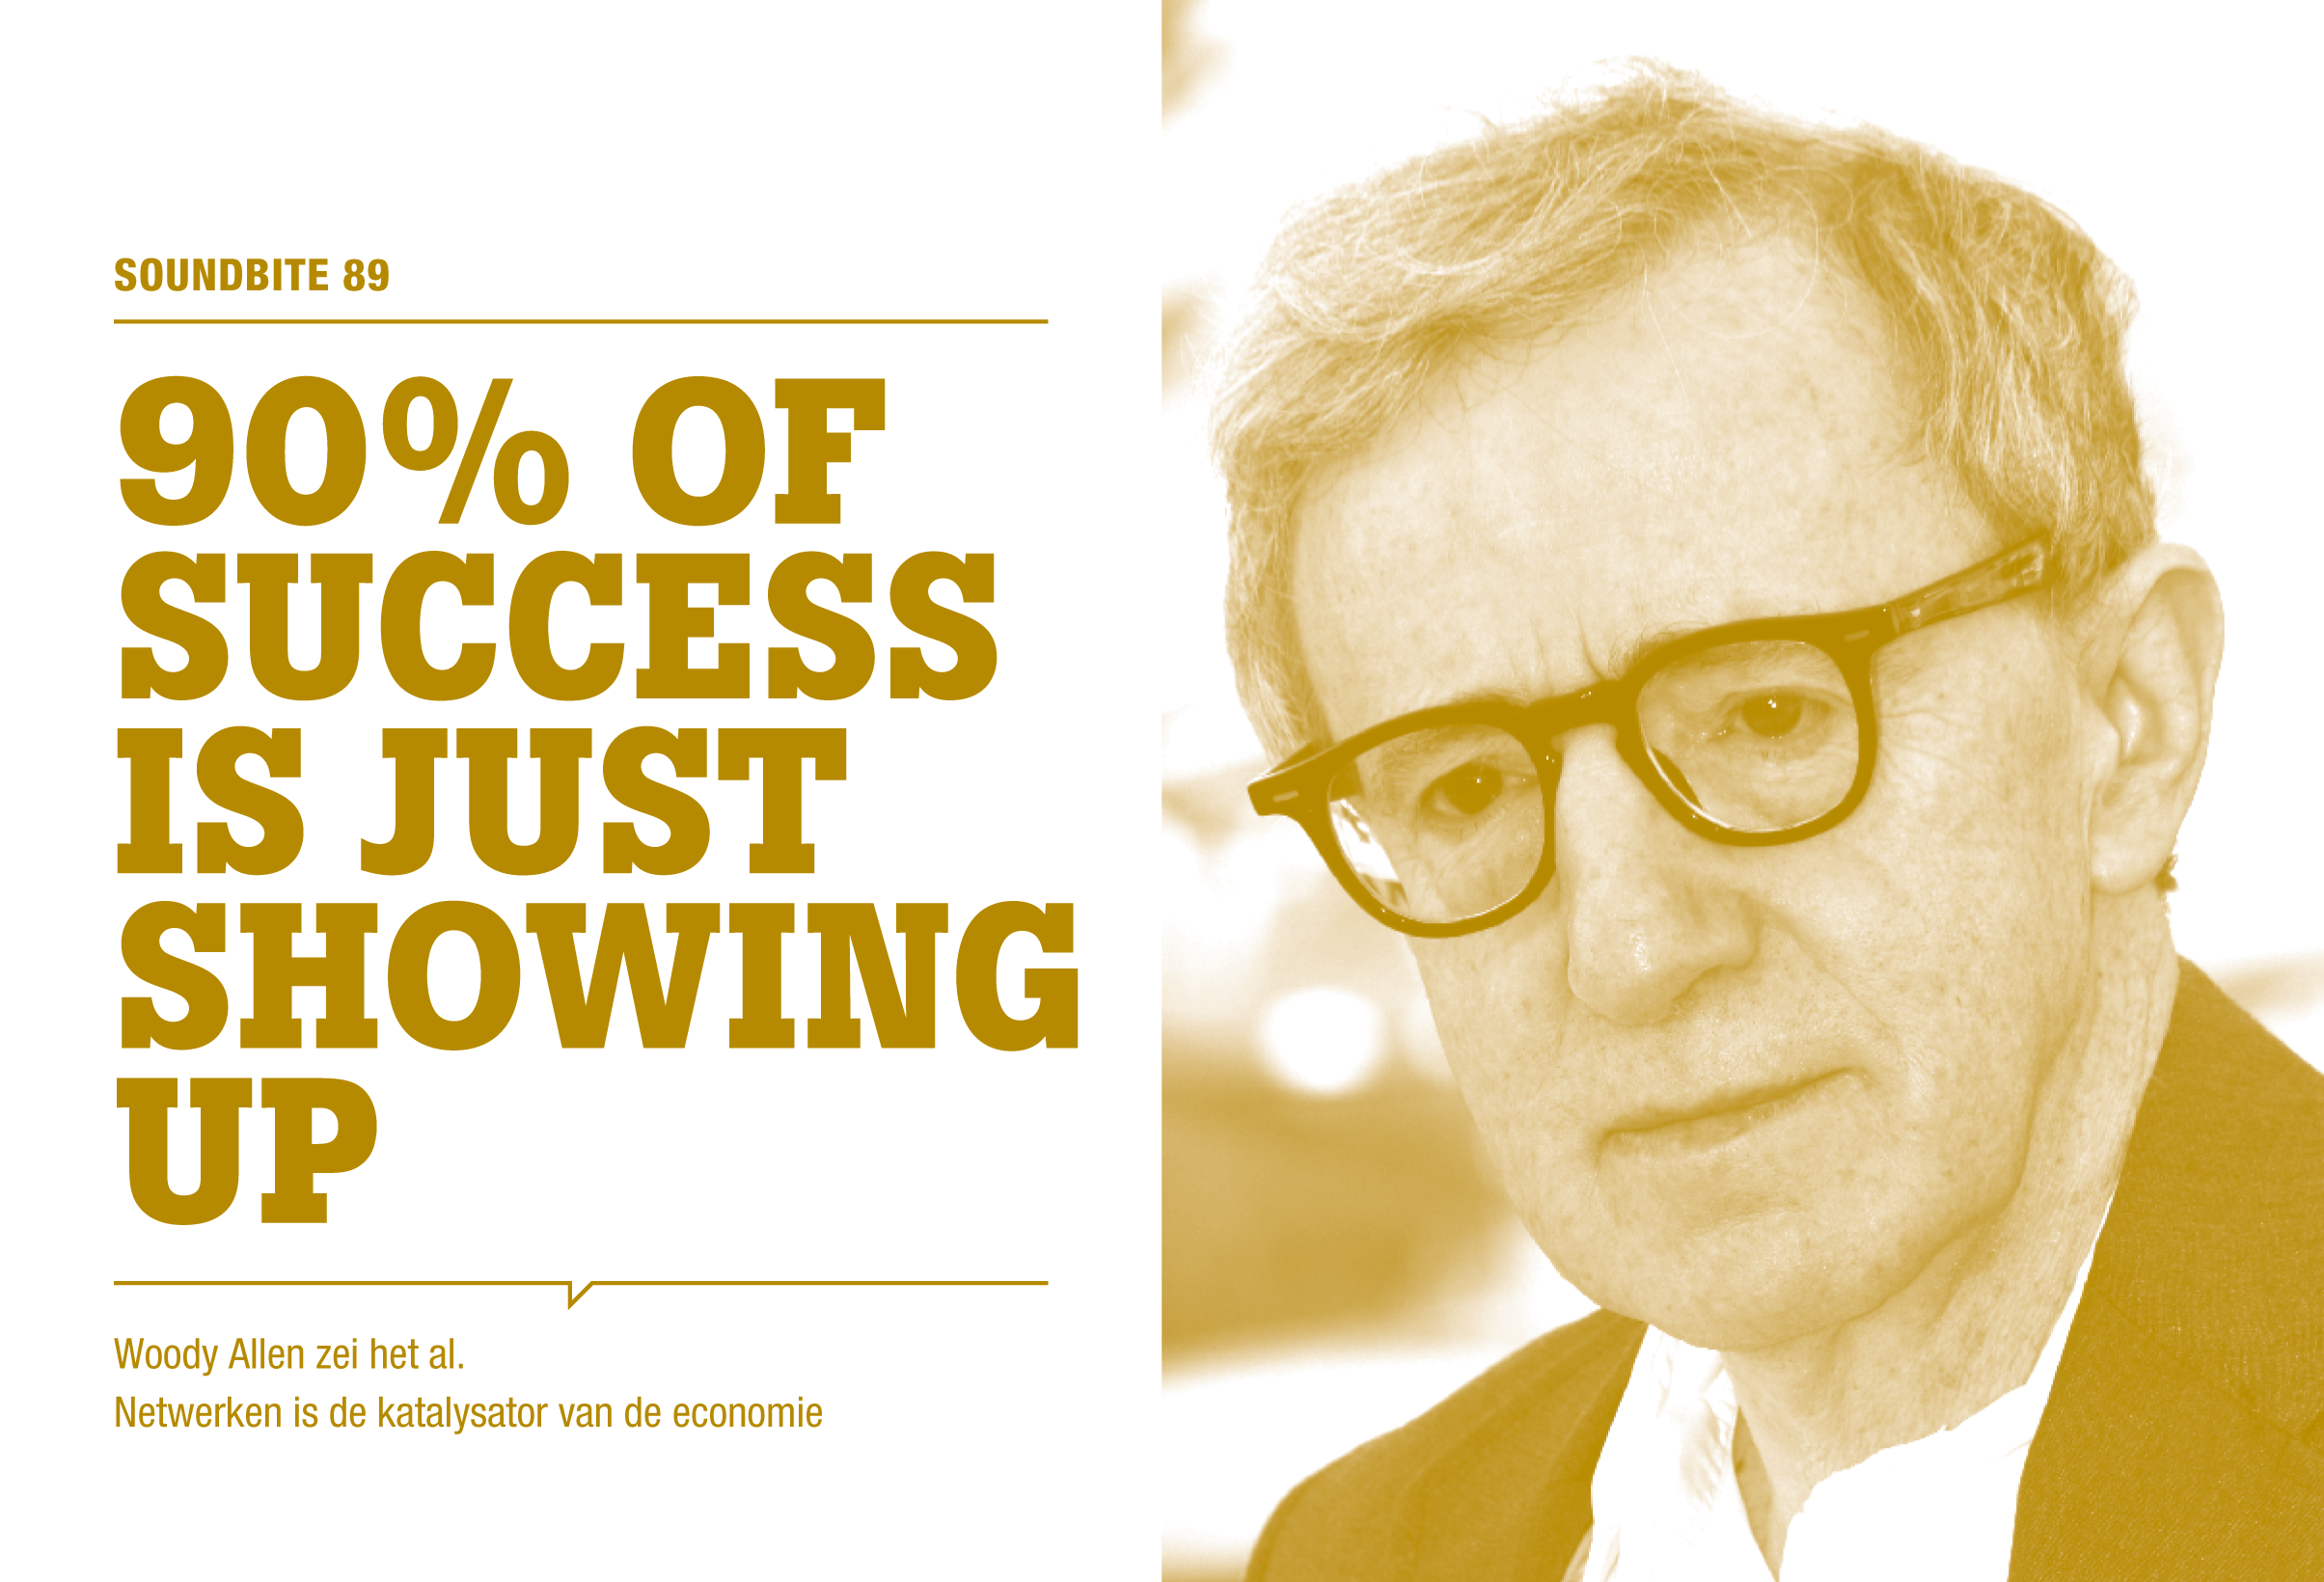 SOUNDBITE 89
90% OF
SUCCESS
IS JUST
SHOWING
UP
Woody Allen zei het al.
Netwerken is de katalysator van de economie